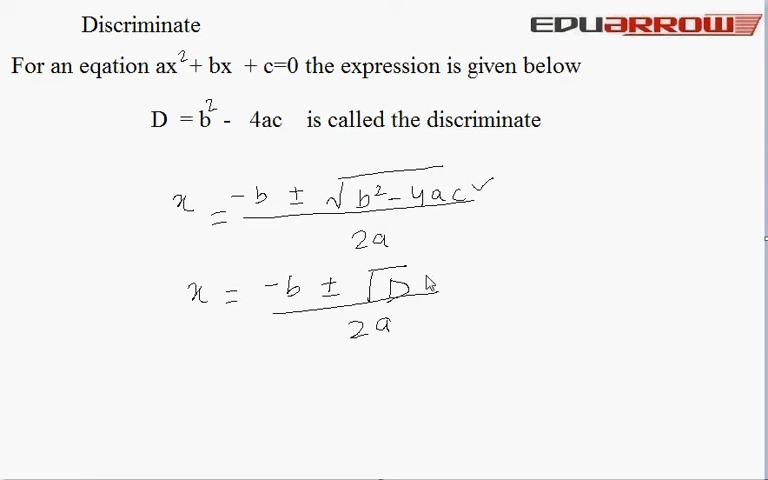 Discriminate
EDUARROW
For an eqation ax² + bx + c=0 the expression is given below
D = b² - 4ac is called the discriminate
x = -b ± √b² - 4ac ✓
2a
x = -b ± √D
2a